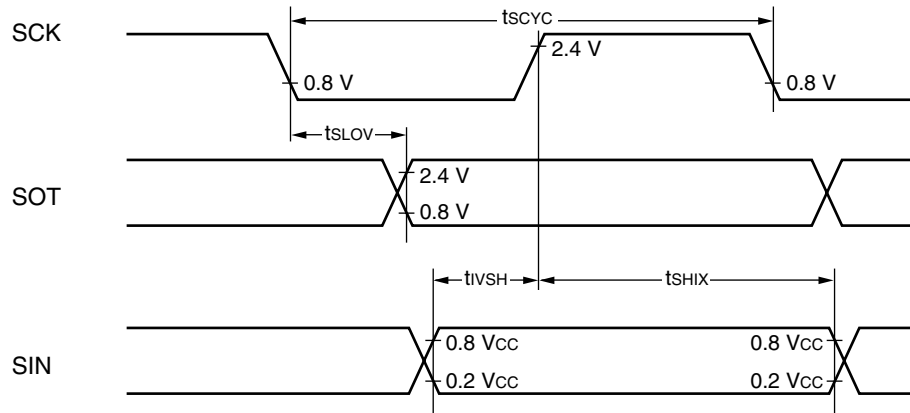 tSCYC
SCK
2.4 V
0.8 V
0.8 V
tSLOV
2.4 V
SOT
0.8 V
tIVSH
tSHIX
0.8 VCC
0.8 VCC
SIN
0.2 VCC
0.2 VCC